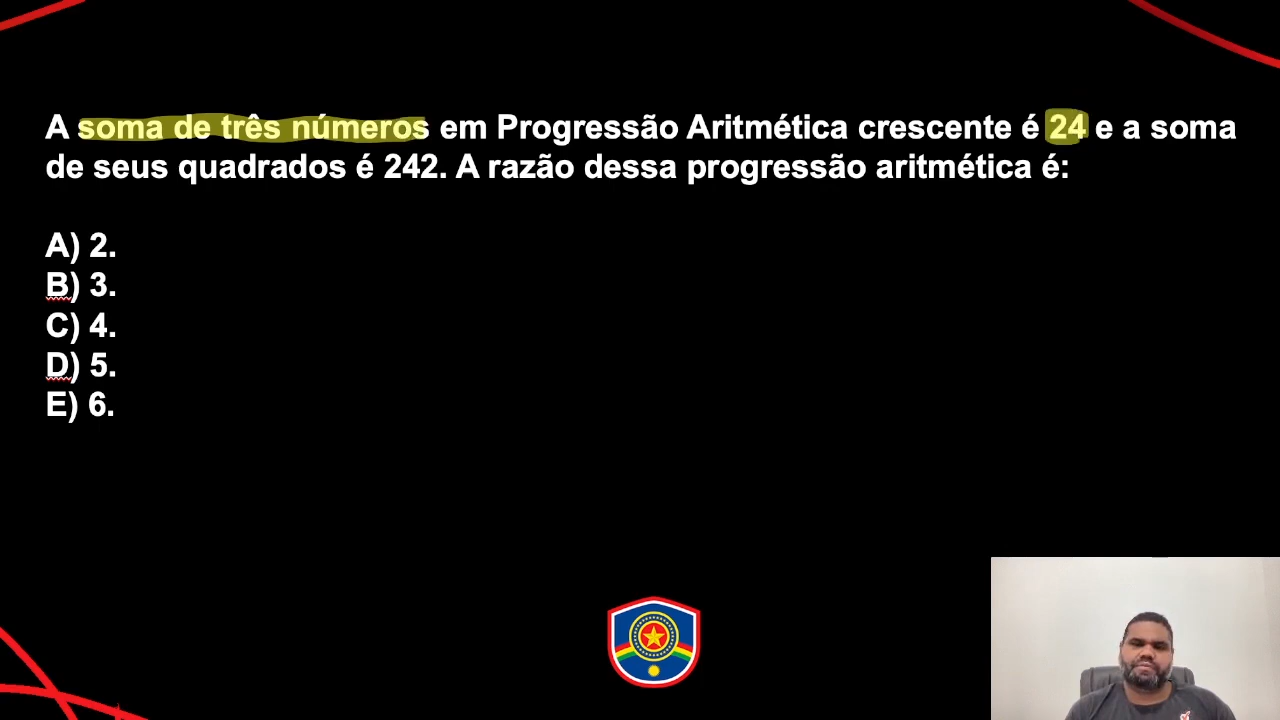 A soma de três números em Progressão Aritmética crescente é 24 e a soma
de seus quadrados é 242. A razão dessa progressão aritmética é:
A) 2.
B) 3.
C) 4.
D) 5.
E) 6.